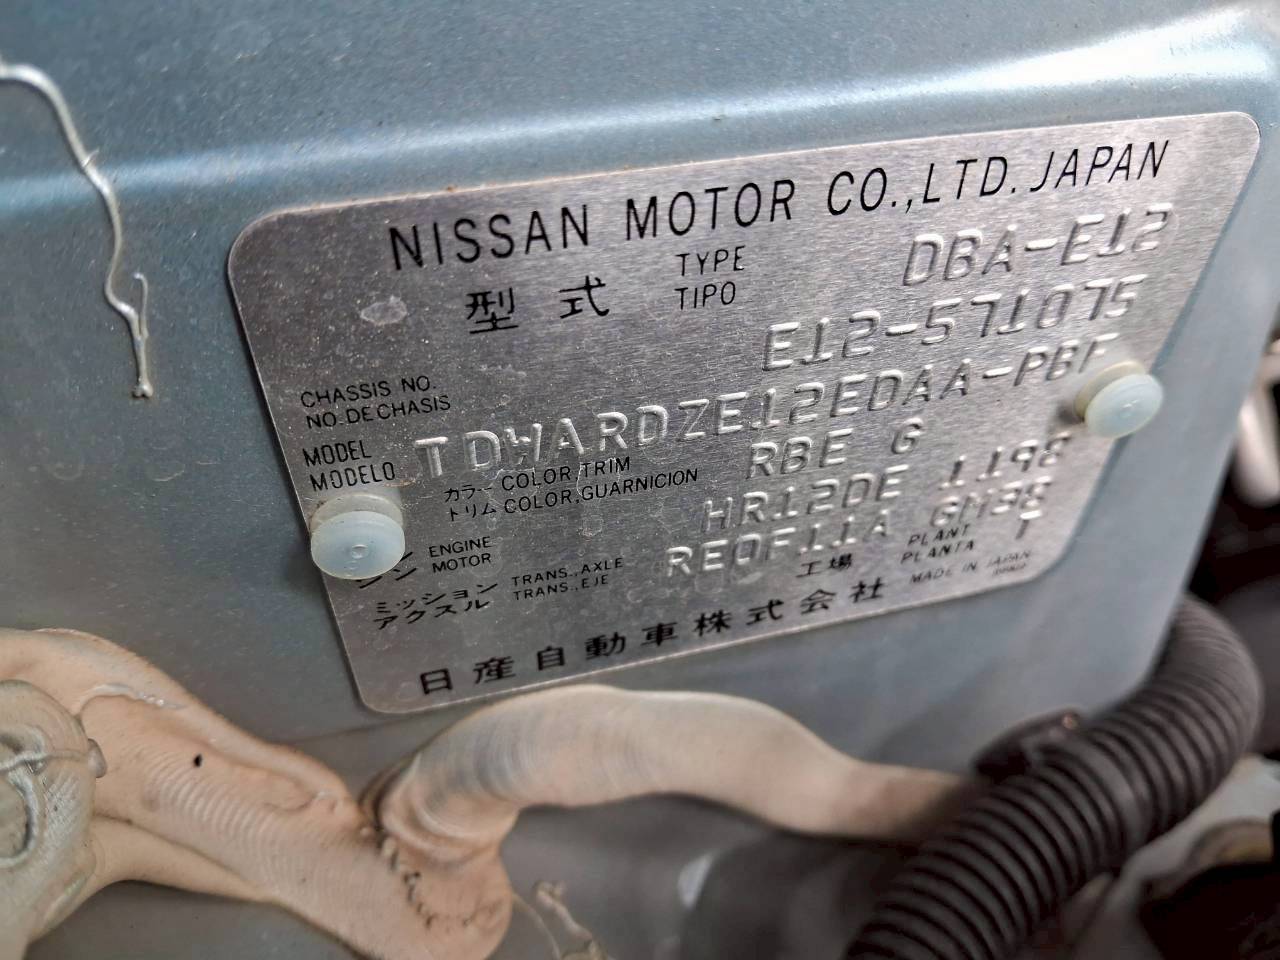 NISSAN MOTOR CO.,LTD. JAPAN
型式 TYPE TIPO DBA-E12
CHASSIS NO. NO.DECHASIS E12-571075
MODEL MODELO TDWARDZE12EDAA-PBF
カラー トリム COLOR,TRIM COLOR,GUARNICION RBE G
ジン ENGINE MOTOR HR12DE 1198
ミッション アクスル TRANS.,AXLE TRANS.,EJE RE0F11A GM38
工場 PLANT PLANTA T
日産自動車株式会社 MADE IN JAPAN